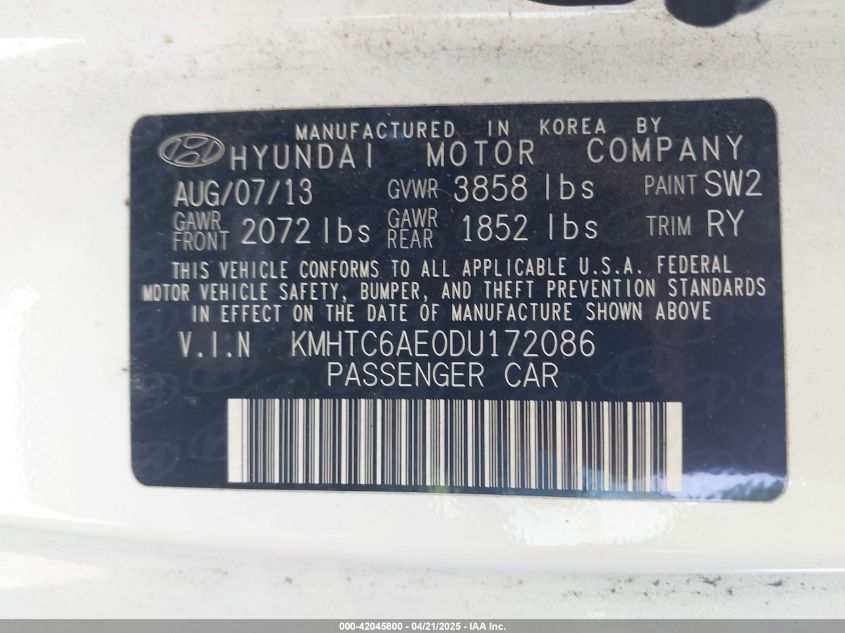 MANUFACTURED IN KOREA BY
HYUNDAI MOTOR COMPANY
AUG/07/13 GVWR 3858 lbs PAINT SW2
GAWR FRONT 2072 lbs GAWR REAR 1852 lbs TRIM RY
THIS VEHICLE CONFORMS TO ALL APPLICABLE U.S.A. FEDERAL
MOTOR VEHICLE SAFETY, BUMPER, AND THEFT PREVENTION STANDARDS
IN EFFECT ON THE DATE OF MANUFACTURE SHOWN ABOVE
V.I.N KMHTC6AE0DU172086
PASSENGER CAR
000-42045800 - 04/21/2025 - IAA Inc.